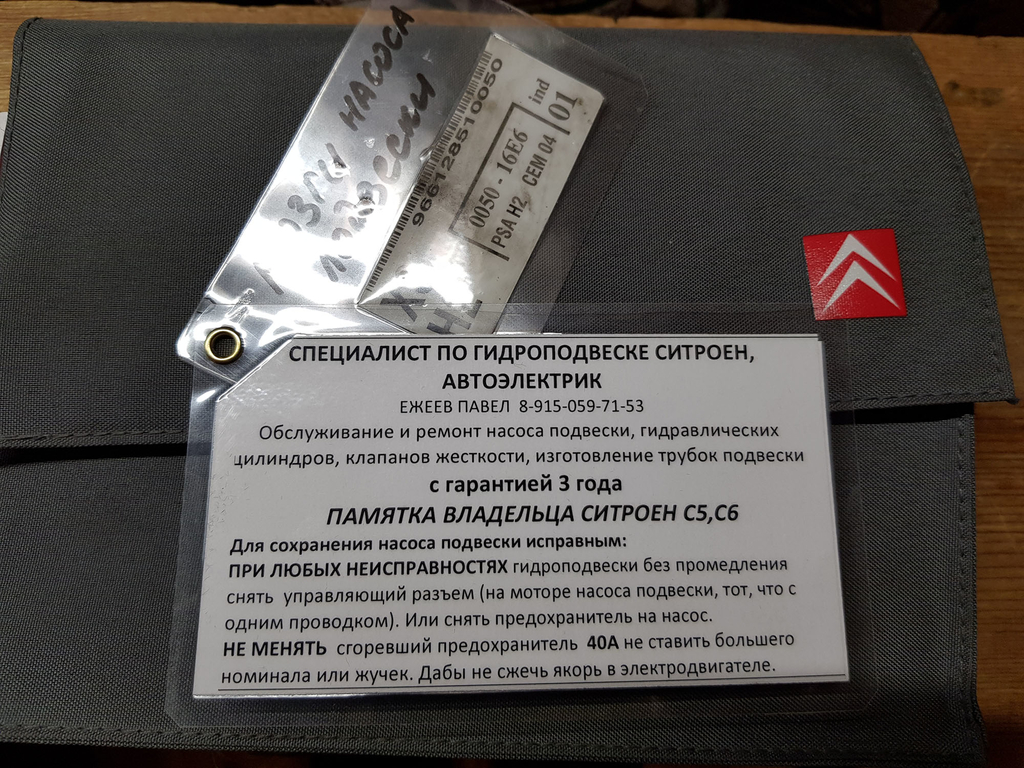 НАСОСА
ПОДВЕСКИ
966128510050
0050 - 16E6
PSA H2 CEM 04
ind
01
СПЕЦИАЛИСТ ПО ГИДРОПОДВЕСКЕ СИТРОЕН,
АВТОЭЛЕКТРИК
ЕЖЕЕВ ПАВЕЛ 8-915-059-71-53
Обслуживание и ремонт насоса подвески, гидравлических
цилиндров, клапанов жесткости, изготовление трубок подвески
с гарантией 3 года
ПАМЯТКА ВЛАДЕЛЬЦА СИТРОЕН С5,С6
Для сохранения насоса подвески исправным:
ПРИ ЛЮБЫХ НЕИСПРАВНОСТЯХ гидроподвески без промедления
снять управляющий разъем (на моторе насоса подвески, тот, что с
одним проводком). Или снять предохранитель на насос.
НЕ МЕНЯТЬ сгоревший предохранитель 40А не ставить большего
номинала или жучек. Дабы не сжечь якорь в электродвигателе.